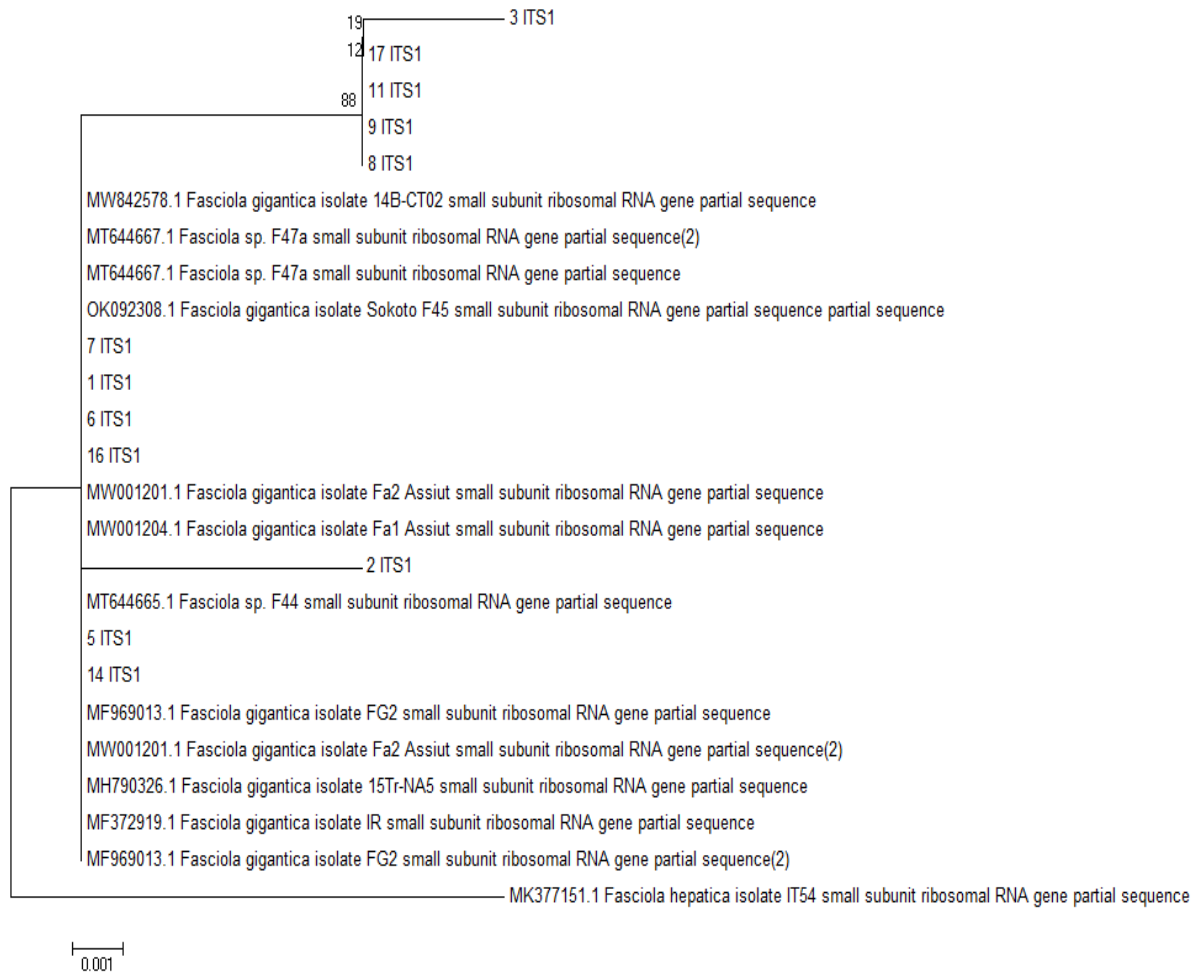 19
3 ITS1
12
17 ITS1
11 ITS1
88
9 ITS1
8 ITS1
MW842578.1 Fasciola gigantica isolate 14B-CT02 small subunit ribosomal RNA gene partial sequence
MT644667.1 Fasciola sp. F47a small subunit ribosomal RNA gene partial sequence(2)
MT644667.1 Fasciola sp. F47a small subunit ribosomal RNA gene partial sequence
OK092308.1 Fasciola gigantica isolate Sokoto F45 small subunit ribosomal RNA gene partial sequence partial sequence
7 ITS1
1 ITS1
6 ITS1
16 ITS1
MW001201.1 Fasciola gigantica isolate Fa2 Assiut small subunit ribosomal RNA gene partial sequence
MW001204.1 Fasciola gigantica isolate Fa1 Assiut small subunit ribosomal RNA gene partial sequence
2 ITS1
MT644665.1 Fasciola sp. F44 small subunit ribosomal RNA gene partial sequence
5 ITS1
14 ITS1
MF969013.1 Fasciola gigantica isolate FG2 small subunit ribosomal RNA gene partial sequence
MW001201.1 Fasciola gigantica isolate Fa2 Assiut small subunit ribosomal RNA gene partial sequence(2)
MH790326.1 Fasciola gigantica isolate 15Tr-NA5 small subunit ribosomal RNA gene partial sequence
MF372919.1 Fasciola gigantica isolate IR small subunit ribosomal RNA gene partial sequence
MF969013.1 Fasciola gigantica isolate FG2 small subunit ribosomal RNA gene partial sequence(2)
MK377151.1 Fasciola hepatica isolate IT54 small subunit ribosomal RNA gene partial sequence
0.001